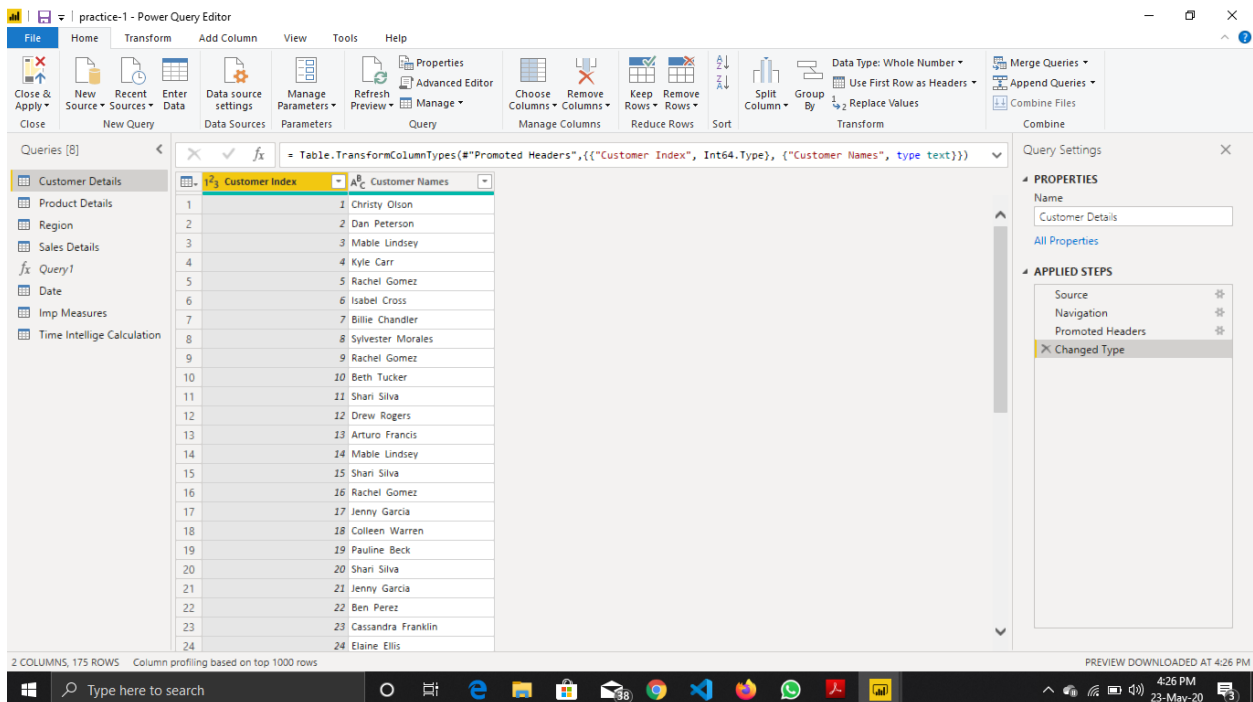 practice-1 - Power Query Editor
File Home Transform Add Column View Tools Help
Close & Apply
New Source
Recent Sources
Enter Data
Data source settings
Manage Parameters
Refresh Preview
Properties
Advanced Editor
Manage
Choose Columns
Remove Columns
Keep Rows
Remove Rows
Split Column
Group By
Data Type: Whole Number
Use First Row as Headers
Replace Values
Merge Queries
Append Queries
Combine Files
Close New Query Data Sources Parameters Query Manage Columns Reduce Rows Sort Transform Combine
Queries [8]
Customer Details
Product Details
Region
Sales Details
fx Query1
Date
Imp Measures
Time Intellige Calculation
fx = Table.TransformColumnTypes(#"Promoted Headers",{{"Customer Index", Int64.Type}, {"Customer Names", type text}})
123 Customer Index ABC Customer Names
1 1 Christy Olson
2 2 Dan Peterson
3 3 Mable Lindsey
4 4 Kyle Carr
5 5 Rachel Gomez
6 6 Isabel Cross
7 7 Billie Chandler
8 8 Sylvester Morales
9 9 Rachel Gomez
10 10 Beth Tucker
11 11 Shari Silva
12 12 Drew Rogers
13 13 Arturo Francis
14 14 Mable Lindsey
15 15 Shari Silva
16 16 Rachel Gomez
17 17 Jenny Garcia
18 18 Colleen Warren
19 19 Pauline Beck
20 20 Shari Silva
21 21 Jenny Garcia
22 22 Ben Perez
23 23 Cassandra Franklin
24 24 Elaine Ellis
Query Settings
PROPERTIES
Name
Customer Details
All Properties
APPLIED STEPS
Source
Navigation
Promoted Headers
Changed Type
2 COLUMNS, 175 ROWS Column profiling based on top 1000 rows
PREVIEW DOWNLOADED AT 4:26 PM
Type here to search
38
4:26 PM
23-May-20
3